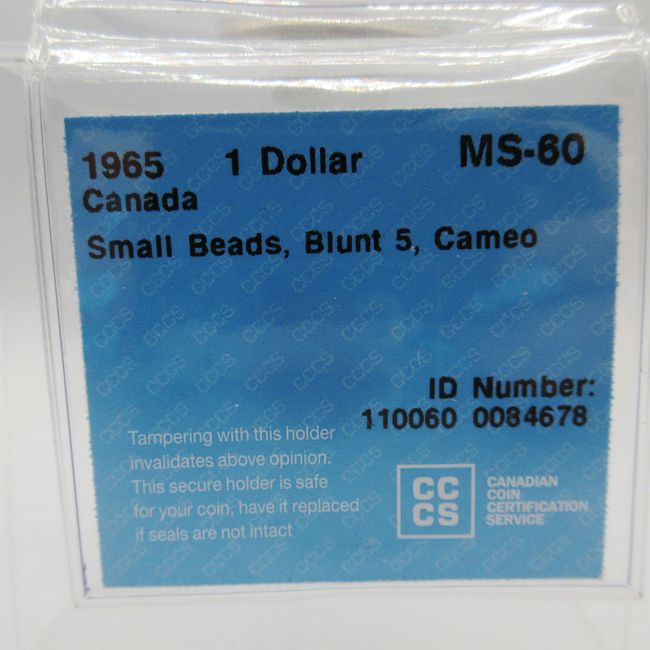 1965 1 Dollar MS-60
Canada
Small Beads, Blunt 5, Cameo
ID Number:
110060 0084678
Tampering with this holder
invalidates above opinion.
This secure holder is safe
for your coin, have it replaced
if seals are not intact
CC
CS
CANADIAN
COIN
CERTIFICATION
SERVICE